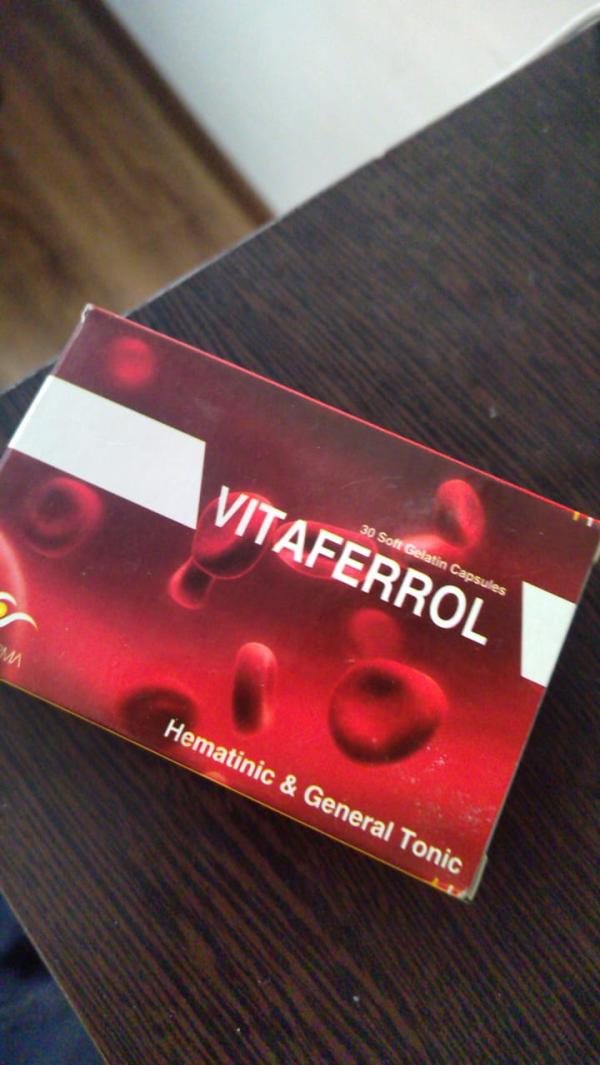 30 Soft Gelatin Capsules
VITAFERROL
Hematinic & General Tonic